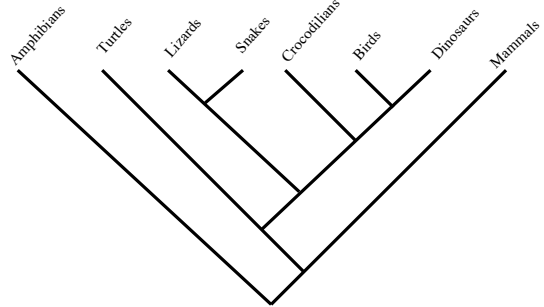 Amphibians
Turtles
Lizards
Snakes
Crocodilians
Birds
Dinosaurs
Mammals